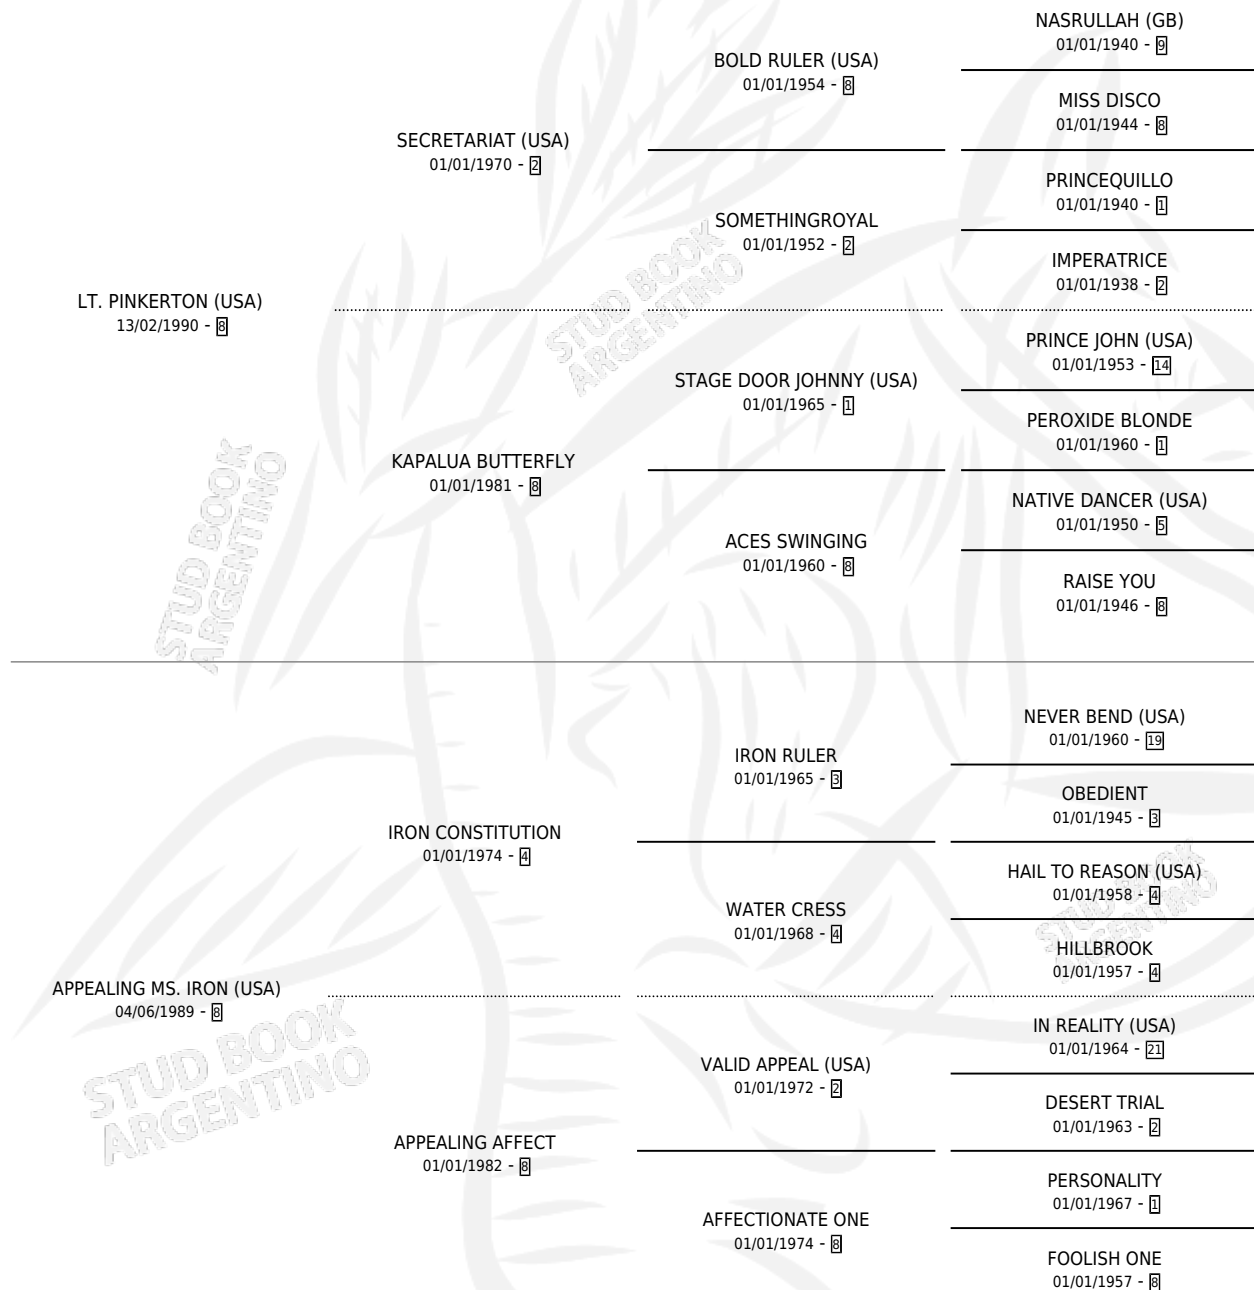 NASRULLAH (GB)
01/01/1940 - 9
BOLD RULER (USA)
01/01/1954 - 8
MISS DISCO
01/01/1944 - 8
SECRETARIAT (USA)
01/01/1970 - 2
PRINCEQUILLO
01/01/1940 - 1
SOMETHINGROYAL
01/01/1952 - 2
IMPERATRICE
01/01/1938 - 2
LT. PINKERTON (USA)
13/02/1990 - 8
PRINCE JOHN (USA)
01/01/1953 - 14
STAGE DOOR JOHNNY (USA)
01/01/1965 - 1
PEROXIDE BLONDE
01/01/1960 - 1
KAPALUA BUTTERFLY
01/01/1981 - 8
NATIVE DANCER (USA)
01/01/1950 - 5
ACES SWINGING
01/01/1960 - 8
RAISE YOU
01/01/1946 - 8
NEVER BEND (USA)
01/01/1960 - 19
IRON RULER
01/01/1965 - 3
OBEDIENT
01/01/1945 - 3
IRON CONSTITUTION
01/01/1974 - 4
HAIL TO REASON (USA)
01/01/1958 - 4
WATER CRESS
01/01/1968 - 4
HILLBROOK
01/01/1957 - 4
APPEALING MS. IRON (USA)
04/06/1989 - 8
IN REALITY (USA)
01/01/1964 - 21
VALID APPEAL (USA)
01/01/1972 - 2
DESERT TRIAL
01/01/1963 - 2
APPEALING AFFECT
01/01/1982 - 8
PERSONALITY
01/01/1967 - 1
AFFECTIONATE ONE
01/01/1974 - 8
FOOLISH ONE
01/01/1957 - 8
STUD BOOK
ARGENTINO
STUD BOOK
ARGENTINO
STUD BOOK
ARGENTINO
STUD BOOK
ARGENTINO